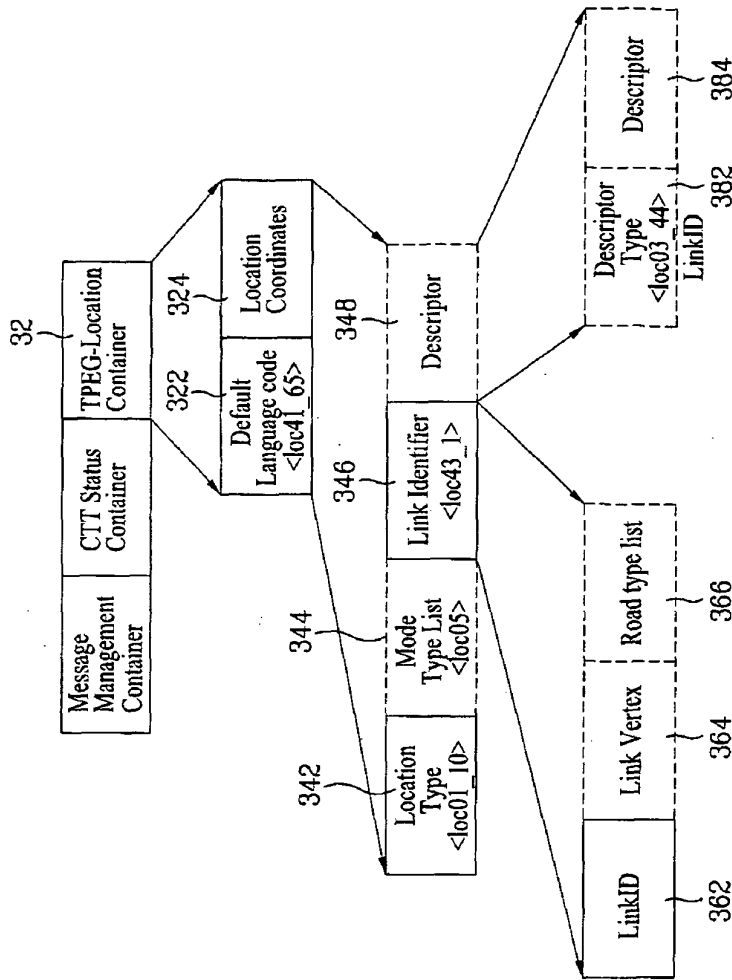 32
Message
Management
Container
CTT Status
Container
TPEG-Location
Container
322
324
Default
Language code
<loc41_65>
Location
Coordinates
342
344
346
348
Location
Type
<loc01_10>
Mode
Type List
<loc05>
Link Identifier
<loc43_1>
Descriptor
LinkID
Link Vertex
Road type list
362
364
366
Descriptor
Type
<loc03_44>
LinkID
Descriptor
382
384